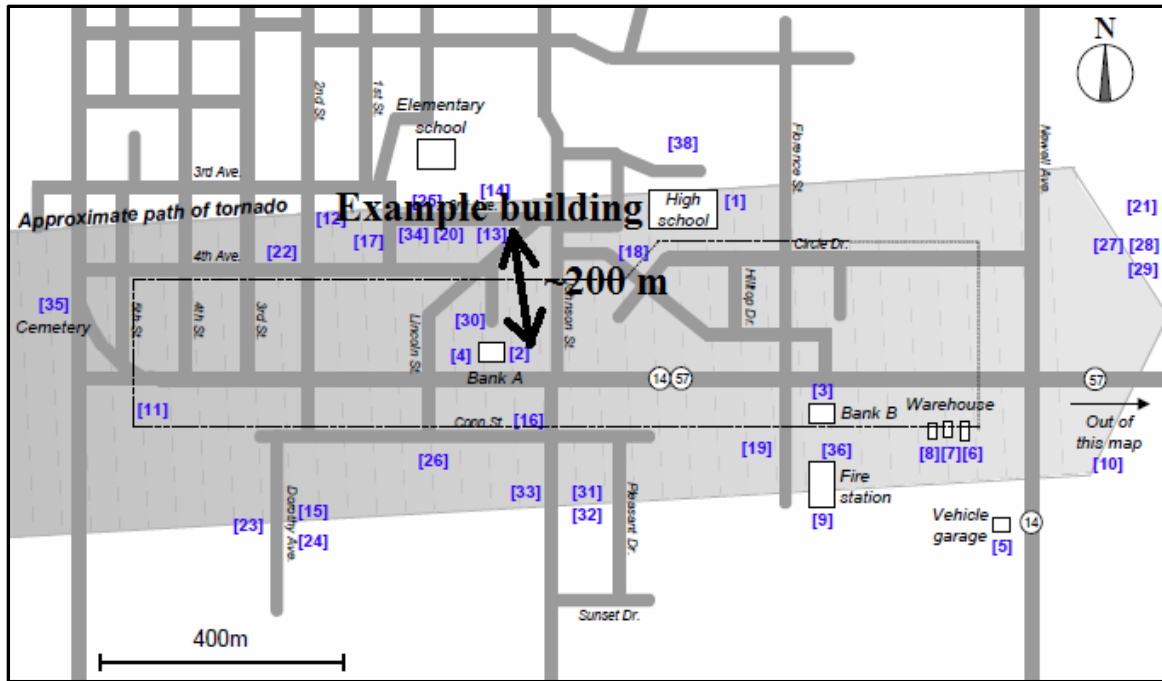 N
2nd St.
1st St.
Elementary
school
Florence St.
Nowell Ave.
[38]
3rd Ave.
[14]
[25]
Approximate path of tornado
Example building
High
school
[1]
[21]
[12]
[17]
[34] [20]
[13]
[22]
4th Ave.
[18]
Circle Dr.
[27]
[28]
[29]
~200 m
Hilltop Dr.
[35]
Cemetery
5th St.
4th St.
3rd St.
Lincoln St.
Johnson St.
[30]
[4]
[2]
Bank A
14
57
57
[3]
Bank B
Warehouse
[11]
Conn St.
[16]
Out of
this map
[10]
[26]
[19]
[36]
[8][7][6]
Fire
station
[9]
[33]
[31]
[32]
Pleasant Dr.
[23]
Dorothy Ave.
[15]
[24]
Vehicle
garage
[5]
14
Sunset Dr.
400m